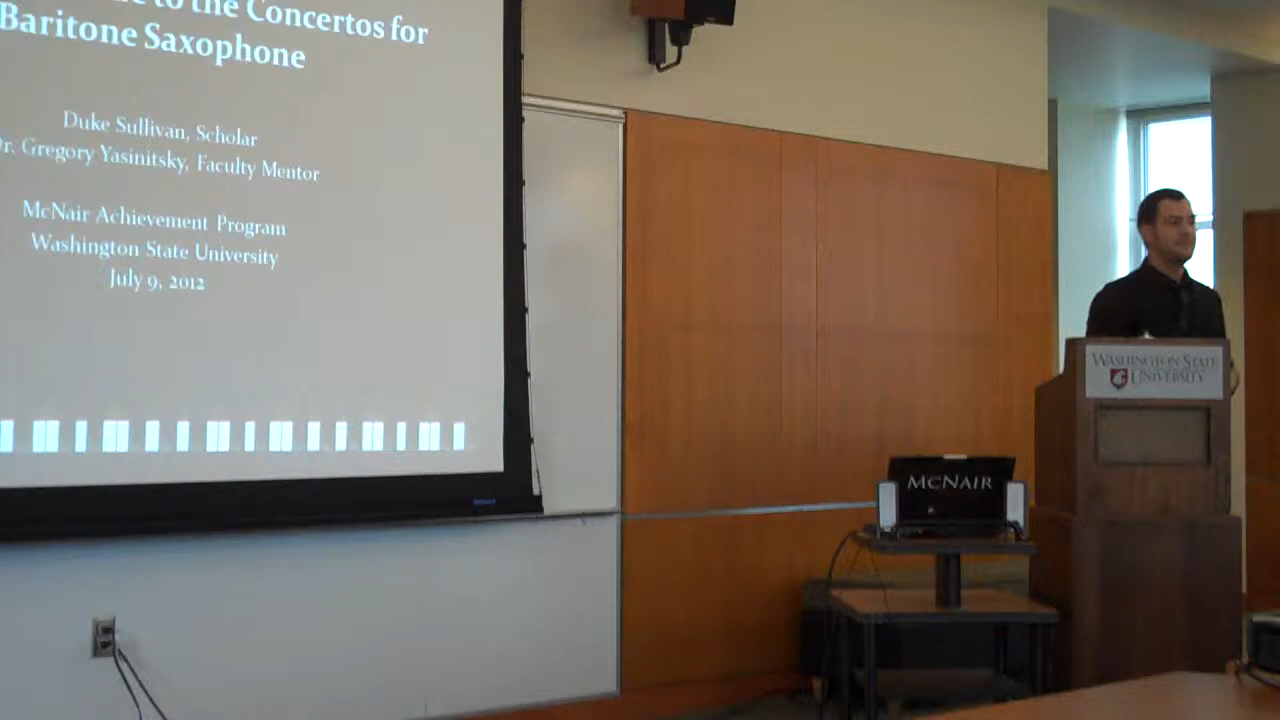 to the Concertos for
Baritone Saxophone
Duke Sullivan, Scholar
Dr. Gregory Yasinitsky, Faculty Mentor
McNair Achievement Program
Washington State University
July 9, 2012
WASHINGTON STATE
UNIVERSITY
MCNAIR